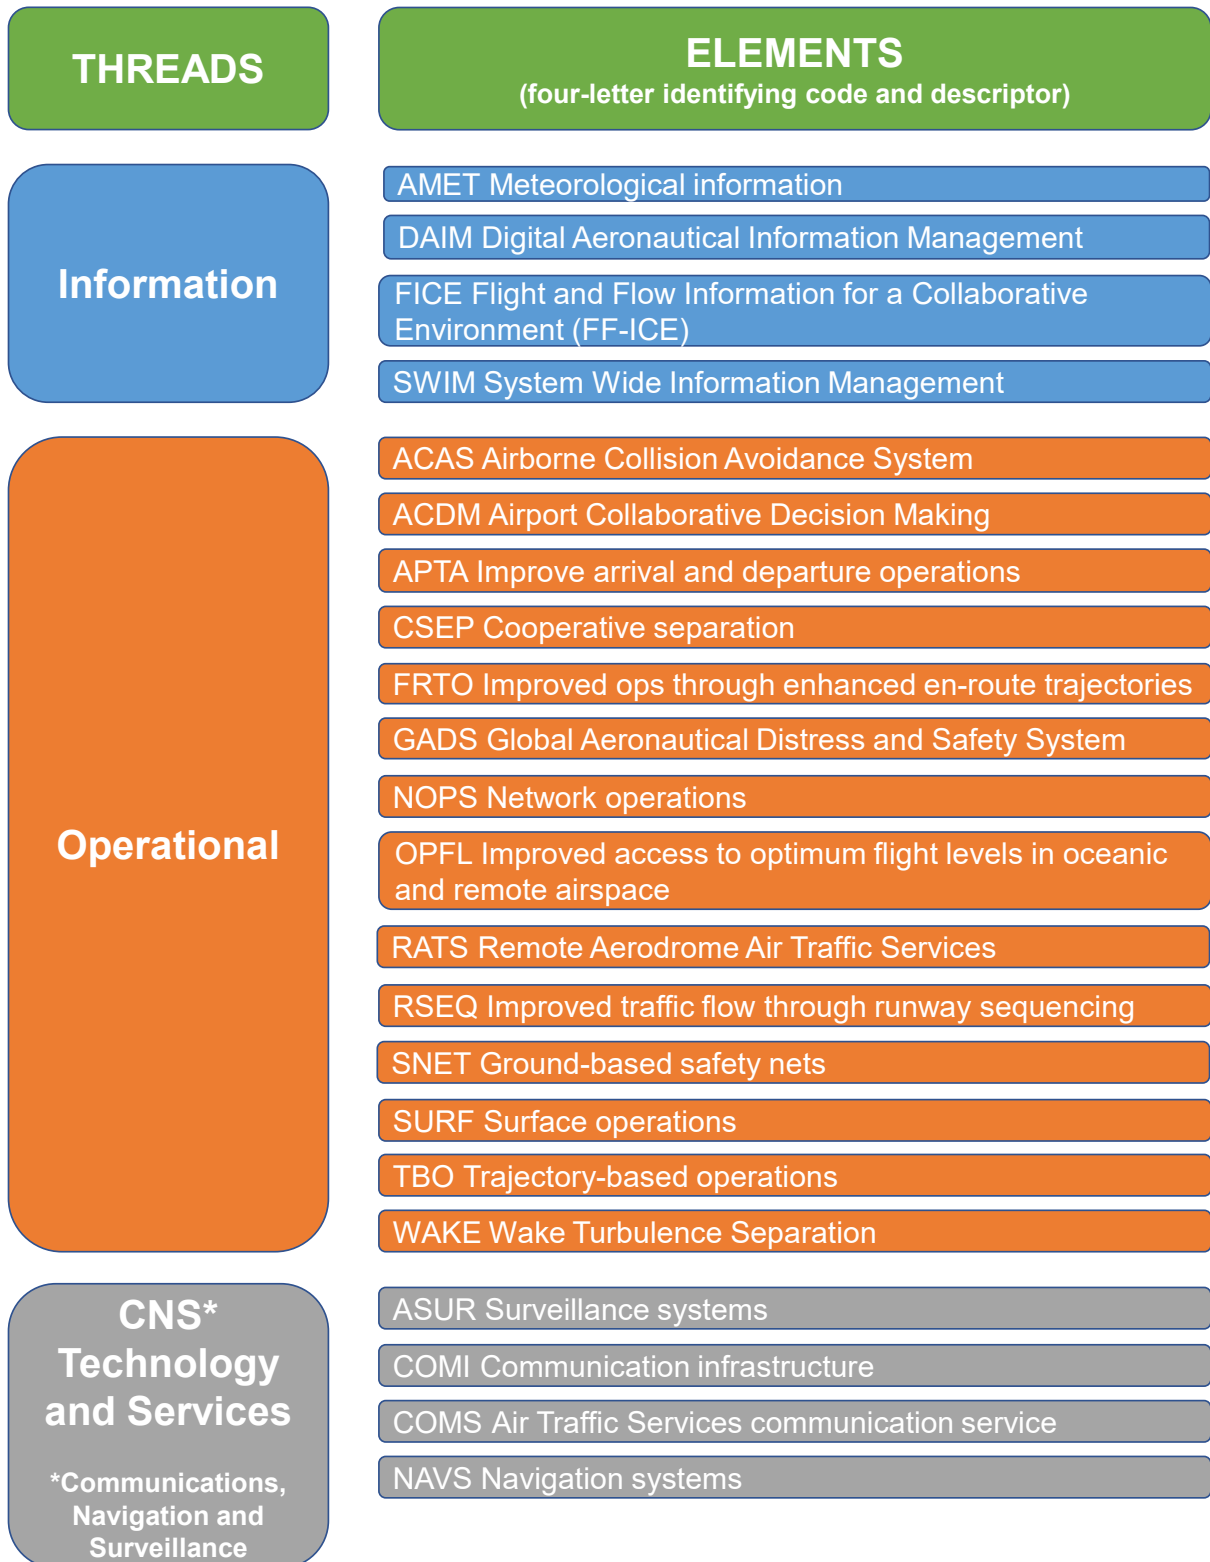 THREADS
ELEMENTS
(four-letter identifying code and descriptor)
Information
AMET Meteorological information
DAIM Digital Aeronautical Information Management
FICE Flight and Flow Information for a Collaborative
Environment (FF-ICE)
SWIM System Wide Information Management
Operational
ACAS Airborne Collision Avoidance System
ACDM Airport Collaborative Decision Making
APTA Improve arrival and departure operations
CSEP Cooperative separation
FRTO Improved ops through enhanced en-route trajectories
GADS Global Aeronautical Distress and Safety System
NOPS Network operations
OPFL Improved access to optimum flight levels in oceanic
and remote airspace
RATS Remote Aerodrome Air Traffic Services
RSEQ Improved traffic flow through runway sequencing
SNET Ground-based safety nets
SURF Surface operations
TBO Trajectory-based operations
WAKE Wake Turbulence Separation
CNS*
Technology
and Services
*Communications,
Navigation and
Surveillance
ASUR Surveillance systems
COMI Communication infrastructure
COMS Air Traffic Services communication service
NAVS Navigation systems